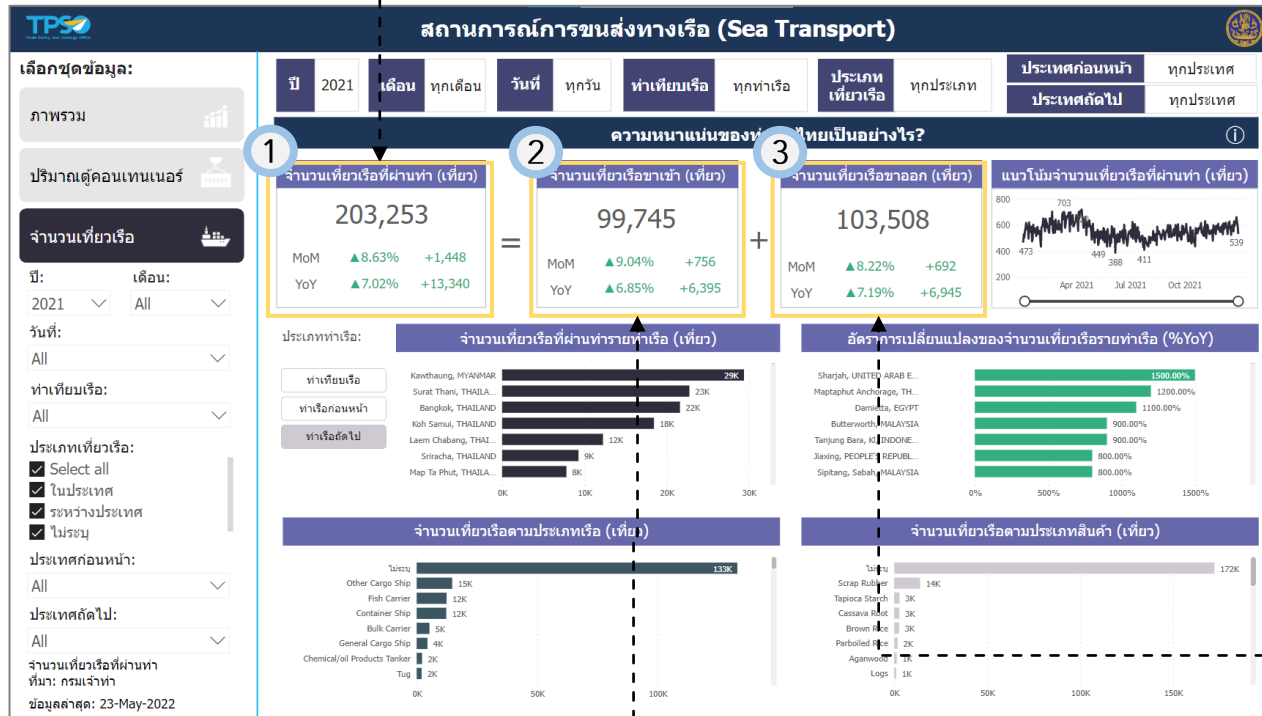 TPSO
สถานการณ์การขนส่งทางเรือ (Sea Transport)
เลือกชุดข้อมูล:
ภาพรวม
ปริมาณตู้คอนเทนเนอร์
จำนวนเที่ยวเรือ
ปี: เดือน:
2021 All
วันที่:
All
ท่าเทียบเรือ:
All
ประเภทเที่ยวเรือ:
Select all
ในประเทศ
ระหว่างประเทศ
ไม่ระบุ
ประเทศก่อนหน้า:
All
ประเทศถัดไป:
All
จำนวนเที่ยวเรือที่ผ่านท่า
ที่มา: กรมเจ้าท่า
ข้อมูลล่าสุด: 23-May-2022
ปี 2021 เดือน ทุกเดือน วันที่ ทุกวัน ท่าเทียบเรือ ทุกท่าเรือ
ประเภท
เที่ยวเรือ
ทุกประเภท
ประเทศก่อนหน้า ทุกประเทศ
ประเทศถัดไป ทุกประเทศ
ความหนาแน่นของ ไทยเป็นอย่างไร?
1
จำนวนเที่ยวเรือที่ผ่านท่า (เที่ยว)
203,253
MoM ▲8.63% +1,448
YoY ▲7.02% +13,340
=
2
จำนวนเที่ยวเรือขาเข้า (เที่ยว)
99,745
MoM ▲9.04% +756
YoY ▲6.85% +6,395
+
3
จำนวนเที่ยวเรือขาออก (เที่ยว)
103,508
MoM ▲8.22% +692
YoY ▲7.19% +6,945
แนวโน้มจำนวนเที่ยวเรือที่ผ่านท่า (เที่ยว)
800
600
400
200
703
473
449
388
411
539
Apr 2021 Jul 2021 Oct 2021
ประเภทท่าเรือ:
ท่าเทียบเรือ
ท่าเรือก่อนหน้า
ท่าเรือถัดไป
จำนวนเที่ยวเรือที่ผ่านท่ารายท่าเรือ (เที่ยว)
Kawthaung, MYANMAR 29K
Surat Thani, THAILA... 23K
Bangkok, THAILAND 22K
Koh Samui, THAILAND 18K
Laem Chabang, THAI... 12K
Sriracha, THAILAND 9K
Map Ta Phut, THAILA... 8K
0K 10K 20K 30K
อัตราการเปลี่ยนแปลงของจำนวนเที่ยวเรือรายท่าเรือ (%YoY)
Sharjah, UNITED ARAB E... 1500.00%
Maptaphut Anchorage, TH... 1200.00%
Damietta, EGYPT 1100.00%
Butterworth, MALAYSIA 900.00%
Tanjung Bara, KI, INDONE... 900.00%
Jiaxing, PEOPLE'S REPUBL... 800.00%
Sipitang, Sabah, MALAYSIA 800.00%
0% 500% 1000% 1500%
จำนวนเที่ยวเรือตามประเภทเรือ (เที่ยว)
ไม่ระบุ 133K
Other Cargo Ship 15K
Fish Carrier 12K
Container Ship 12K
Bulk Carrier 5K
General Cargo Ship 4K
Chemical/oil Products Tanker 2K
Tug 2K
0K 50K 100K
จำนวนเที่ยวเรือตามประเภทสินค้า (เที่ยว)
ไม่ระบุ 172K
Scrap Rubber 14K
Tapioca Starch 3K
Cassava Root 3K
Brown Rice 3K
Parboiled Rice 2K
Aganwood 1K
Logs 1K
0K 50K 100K 150K